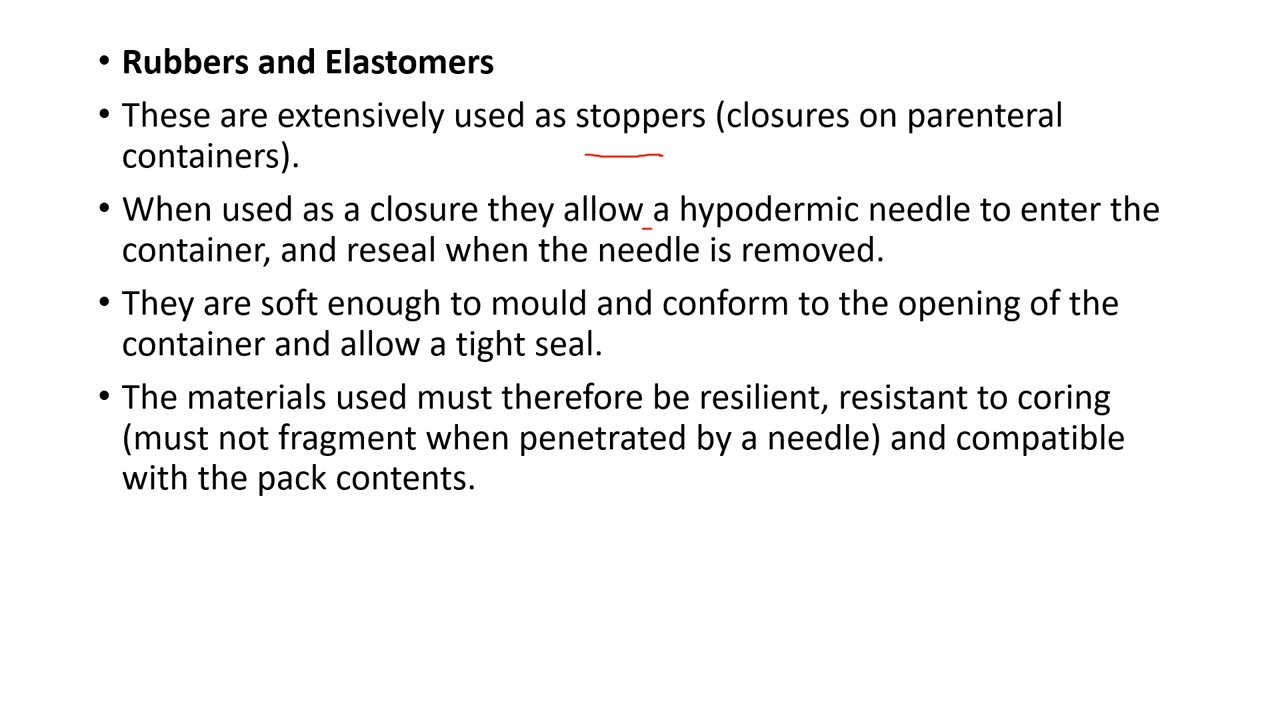 • Rubbers and Elastomers
• These are extensively used as stoppers (closures on parenteral
containers).
• When used as a closure they allow a hypodermic needle to enter the
container, and reseal when the needle is removed.
• They are soft enough to mould and conform to the opening of the
container and allow a tight seal.
• The materials used must therefore be resilient, resistant to coring
(must not fragment when penetrated by a needle) and compatible
with the pack contents.